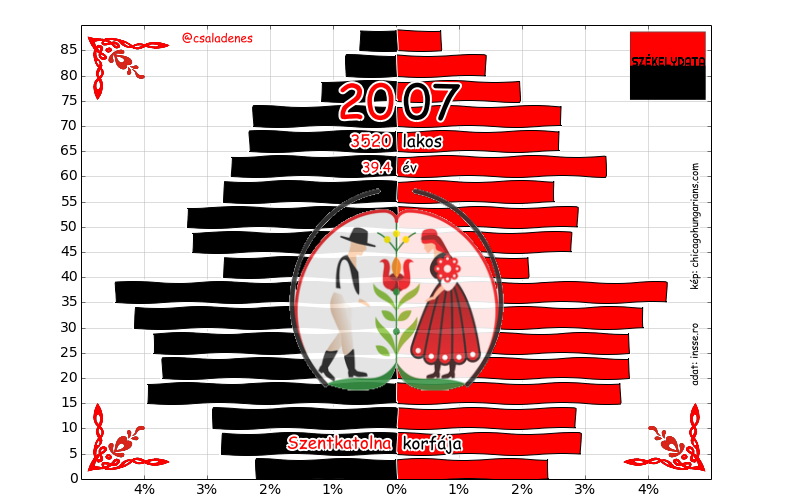 @csaladenes
SZÉKELYDATA
2007
3520 lakos
39.4 év
kép: chicagohungarians.com
adat: insse.ro
Szentkatolna korfája
85
80
75
70
65
60
55
50
45
40
35
30
25
20
15
10
5
0
4% 3% 2% 1% 0% 1% 2% 3% 4%